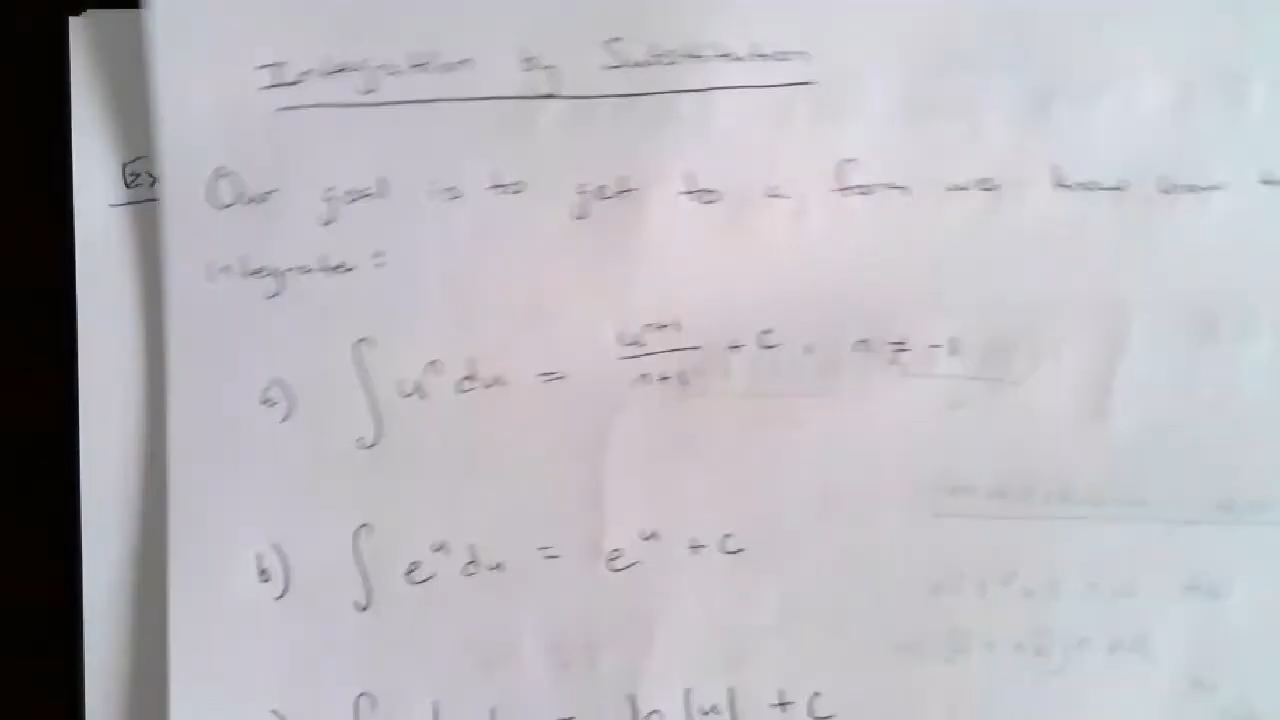 Integration by Substitution
Ex
Our goal is to get to a form we know how
integrate:
a) ∫ uⁿ du = uⁿ⁺¹/n+1 + C, n ≠ -1
b) ∫ eᵘ du = eᵘ + C
= ln |u| + C